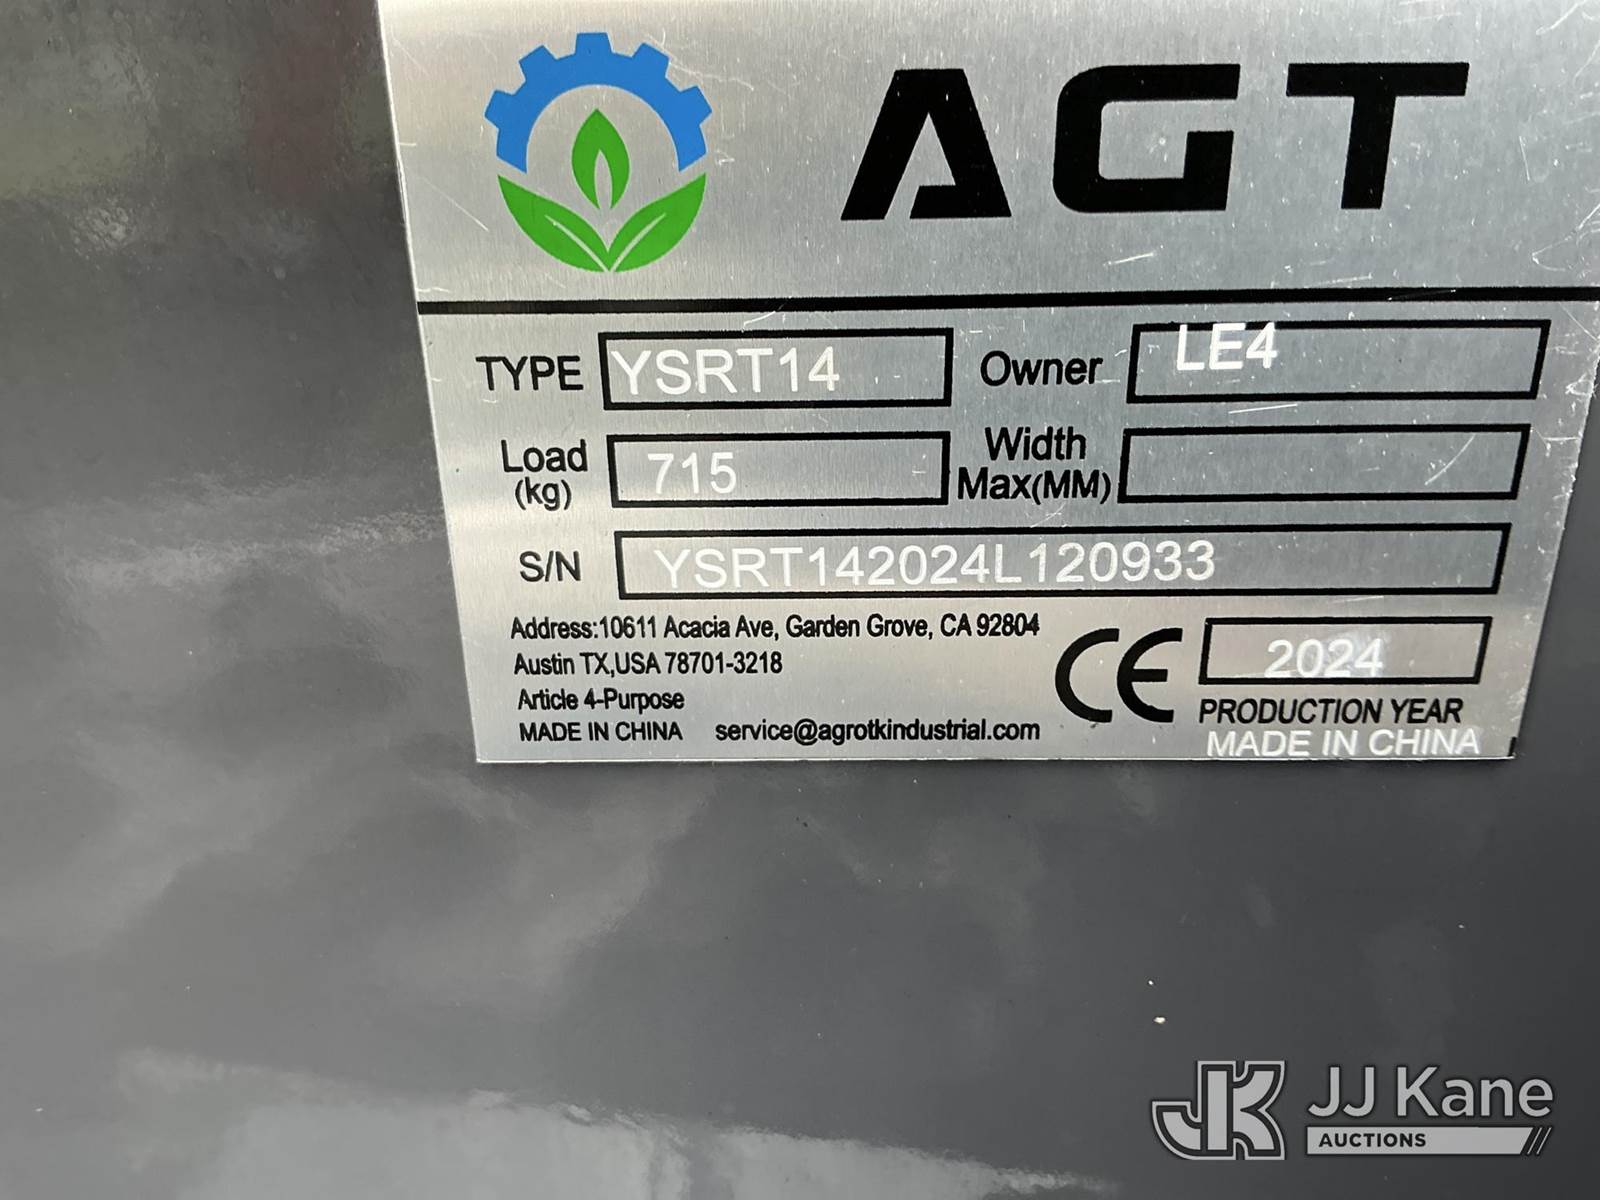 AGT
TYPE YSRT14 Owner LE4
Load (kg) 715 Width Max(MM)
S/N YSRT142024L120933
Address:10611 Acacia Ave, Garden Grove, CA 92804
Austin TX,USA 78701-3218
Article 4-Purpose
MADE IN CHINA service@agrotkindustrial.com
CE 2024
PRODUCTION YEAR
MADE IN CHINA
JK JJ Kane
AUCTIONS